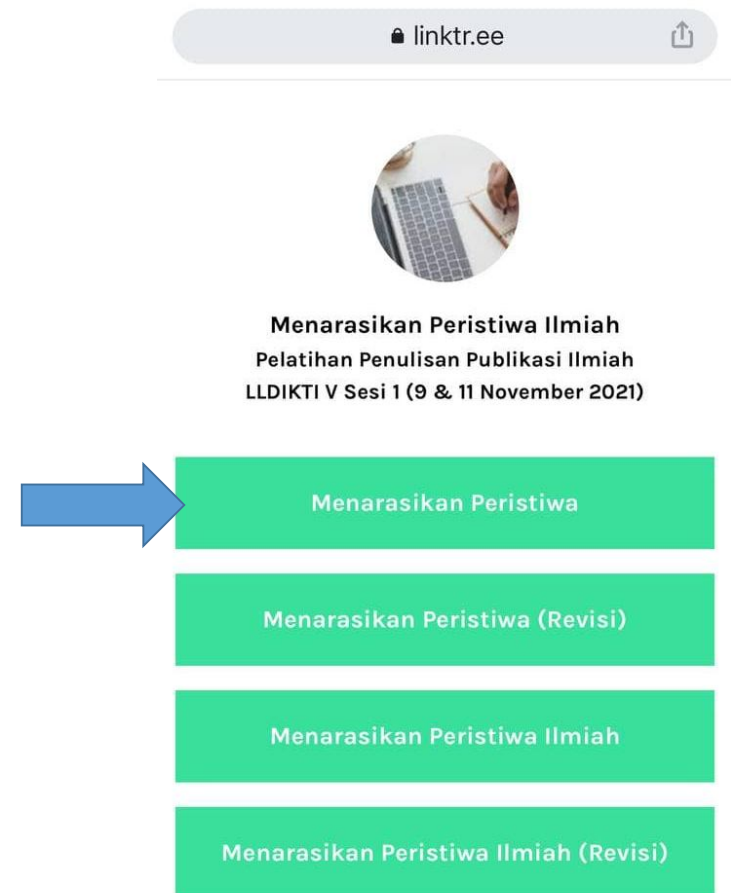 linktr.ee
Menarasikan Peristiwa Ilmiah
Pelatihan Penulisan Publikasi Ilmiah
LLDIKTI V Sesi 1 (9 & 11 November 2021)
Menarasikan Peristiwa
Menarasikan Peristiwa (Revisi)
Menarasikan Peristiwa Ilmiah
Menarasikan Peristiwa Ilmiah (Revisi)